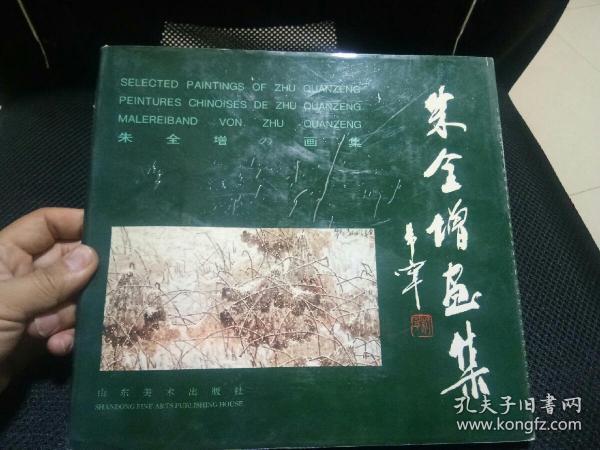 SELECTED PAINTINGS OF ZHU QUANZENG
PEINTURES CHINOISES DE ZHU QUANZENG
MALEREIBAND VON ZHU QUANZENG
朱全增の画集
朱全增画集
山东美术出版社
SHANDONG FINE ARTS PUBLISHING HOUSE
孔夫子旧书网
www.kongfz.com